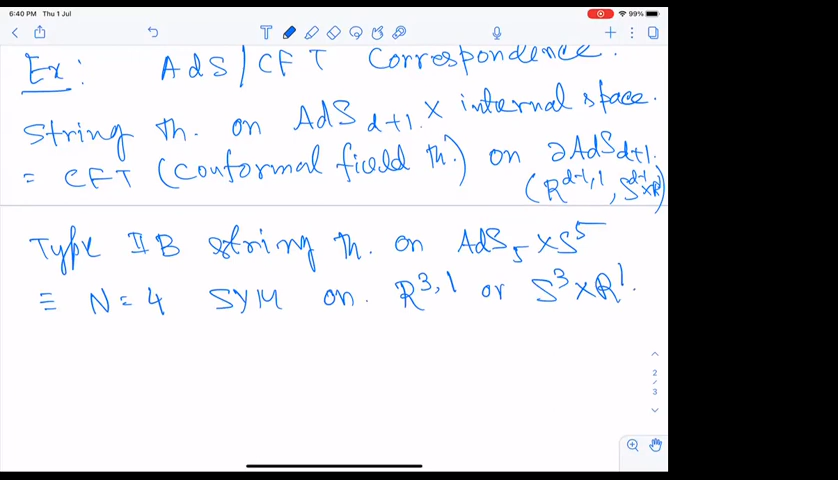 6:40 PM Thu 1 Jul
99%
Ex: AdS/CFT Correspondence.
String Th. on AdS d+1 × internal space.
= CFT (conformal field th.) on ∂AdS d+1.
(R^{d-1,1}, S^{d-1}×R)
Type IIB string th. on AdS₅×S⁵
≡ N=4 SYM on R^{3,1} or S³×R¹.
2
/
3